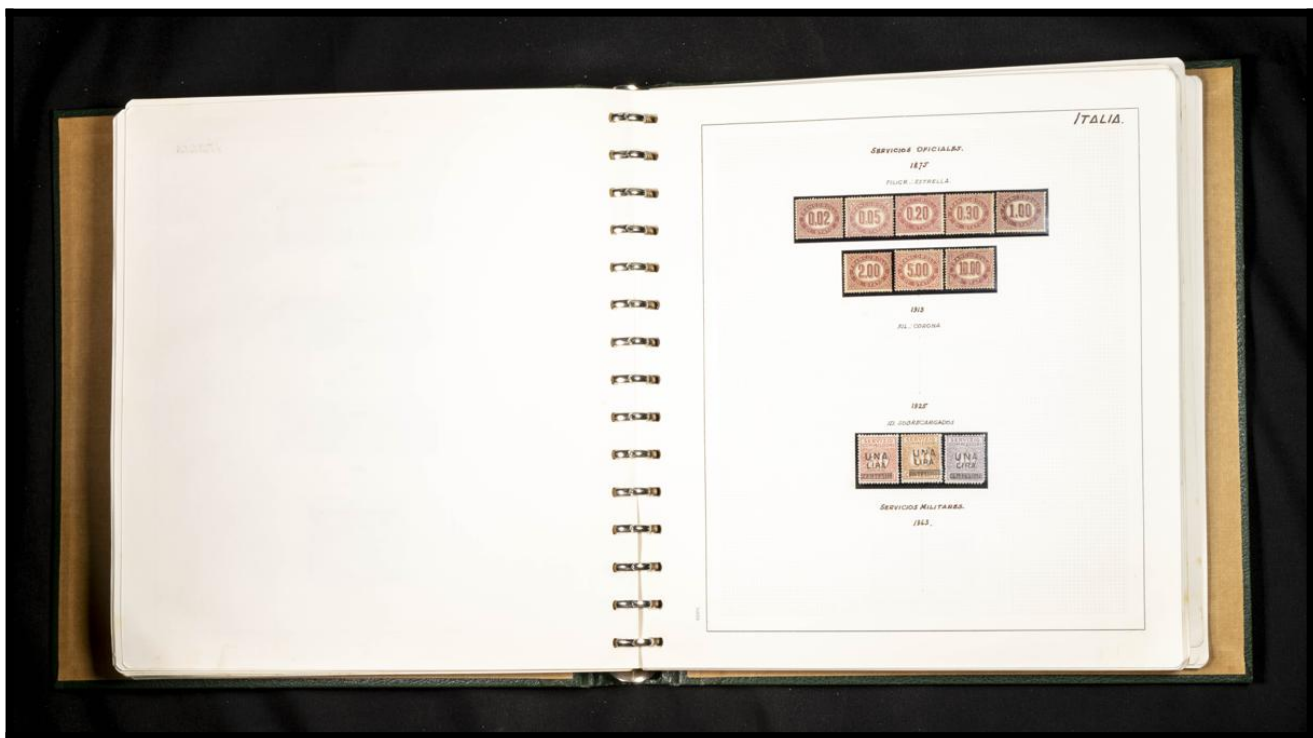 ITALIA.
SERVICIOS OFICIALES.
1875
FILIGR. ESTRELLA.
0.02 0.05 0.20 0.30 1.00
2.00 5.00 10.00
1913
FIL. CORONA
1925
ID. SOBRECARGADOS
UNA LIRA UNA LIRA UNA LIRA
SERVICIOS MILITARES.
1943.